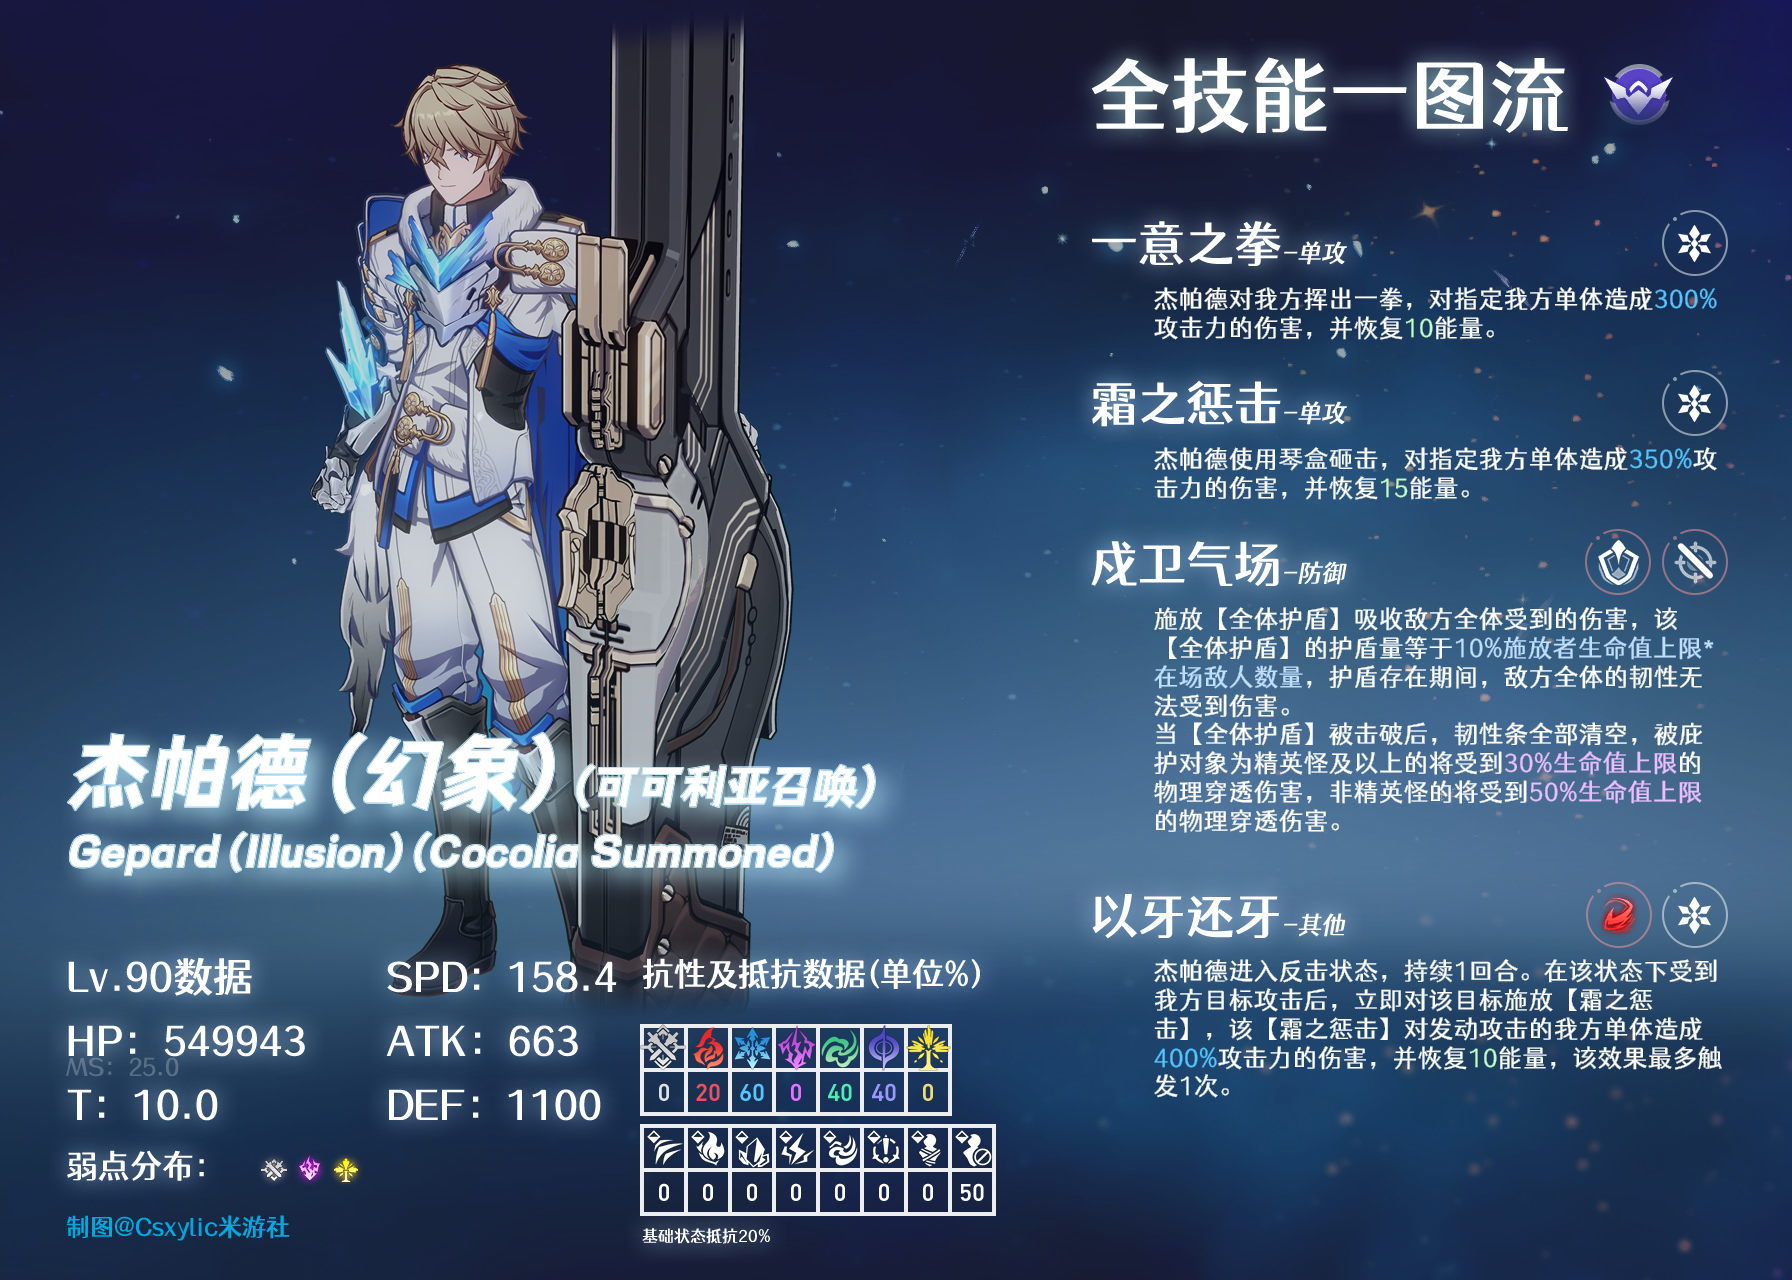 全技能一图流
一意之拳-单攻
杰帕德对我方挥出一拳，对指定我方单体造成300%
攻击力的伤害，并恢复10能量。
霜之惩击-单攻
杰帕德使用琴盒砸击，对指定我方单体造成350%攻
击力的伤害，并恢复15能量。
戍卫气场-防御
施放【全体护盾】吸收敌方全体受到的伤害，该
【全体护盾】的护盾量等于10%施放者生命值上限*
在场敌人数量，护盾存在期间，敌方全体的韧性无
法受到伤害。
当【全体护盾】被击破后，韧性条全部清空，被庇
护对象为精英怪及以上的将受到30%生命值上限的
物理穿透伤害，非精英怪的将受到50%生命值上限
的物理穿透伤害。
以牙还牙-其他
杰帕德进入反击状态，持续1回合。在该状态下受到
我方目标攻击后，立即对该目标施放【霜之惩
击】，该【霜之惩击】对发动攻击的我方单体造成
400%攻击力的伤害，并恢复10能量，该效果最多触
发1次。
杰帕德（幻象）（可可利亚召唤）
Gepard (Illusion) (Cocolia Summoned)
Lv.90数据
SPD：158.4
HP：549943
ATK：663
MS：25.0
T：10.0
DEF：1100
弱点分布：
制图@Csxylic米游社
抗性及抵抗数据(单位%)
0 20 60 0 40 40 0
0 0 0 0 0 0 0 50
基础状态抵抗20%